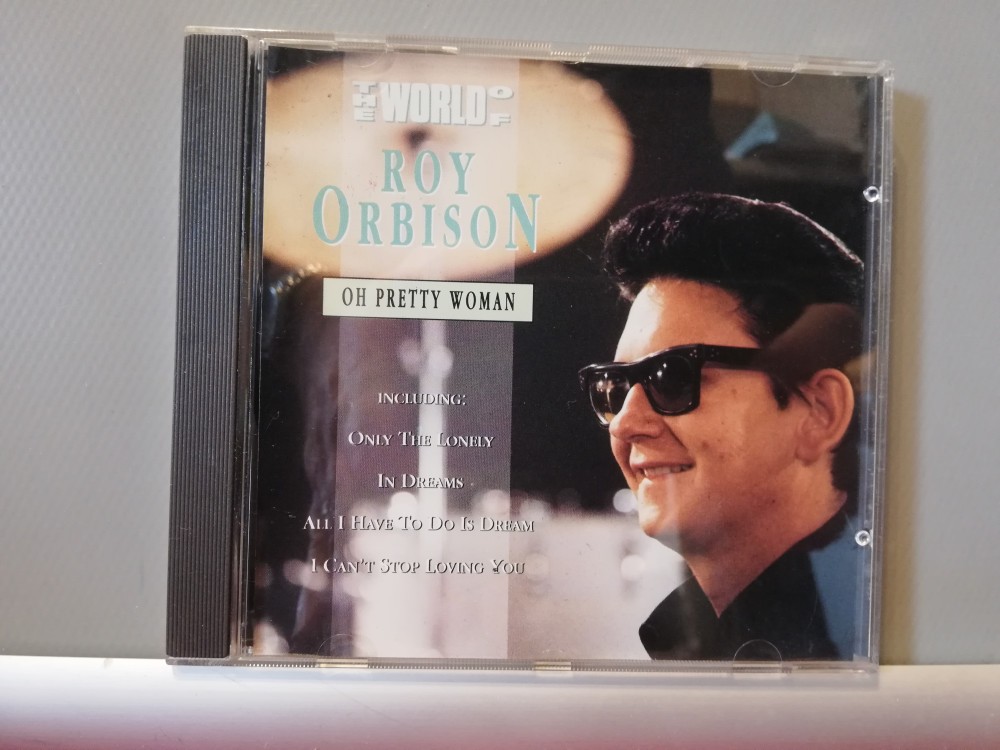 THE WORLD OF
ROY
ORBISON
OH PRETTY WOMAN
INCLUDING:
ONLY THE LONELY
IN DREAMS
ALL I HAVE TO DO IS DREAM
I CAN'T STOP LOVING YOU